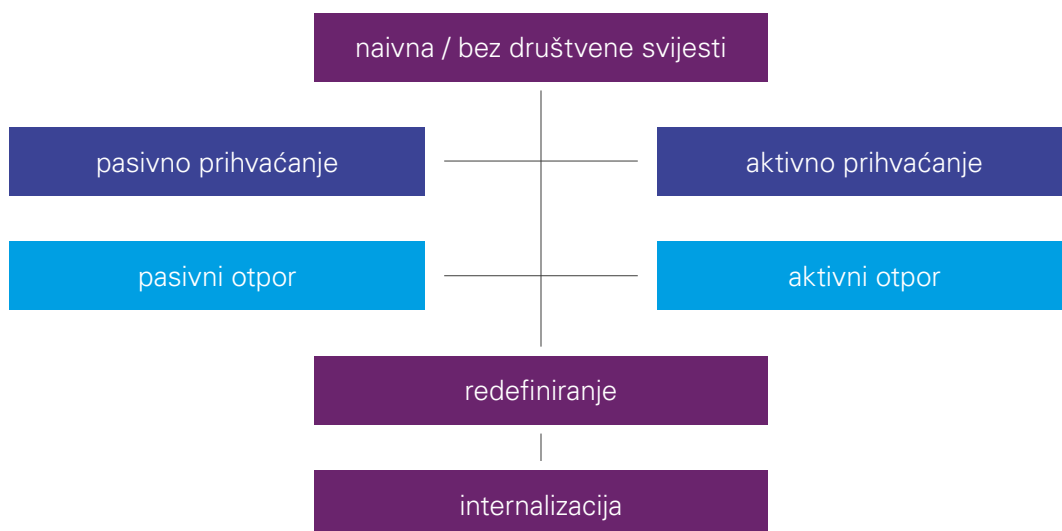 naivna / bez društvene svijesti
pasivno prihvaćanje
aktivno prihvaćanje
pasivni otpor
aktivni otpor
redefiniranje
internalizacija